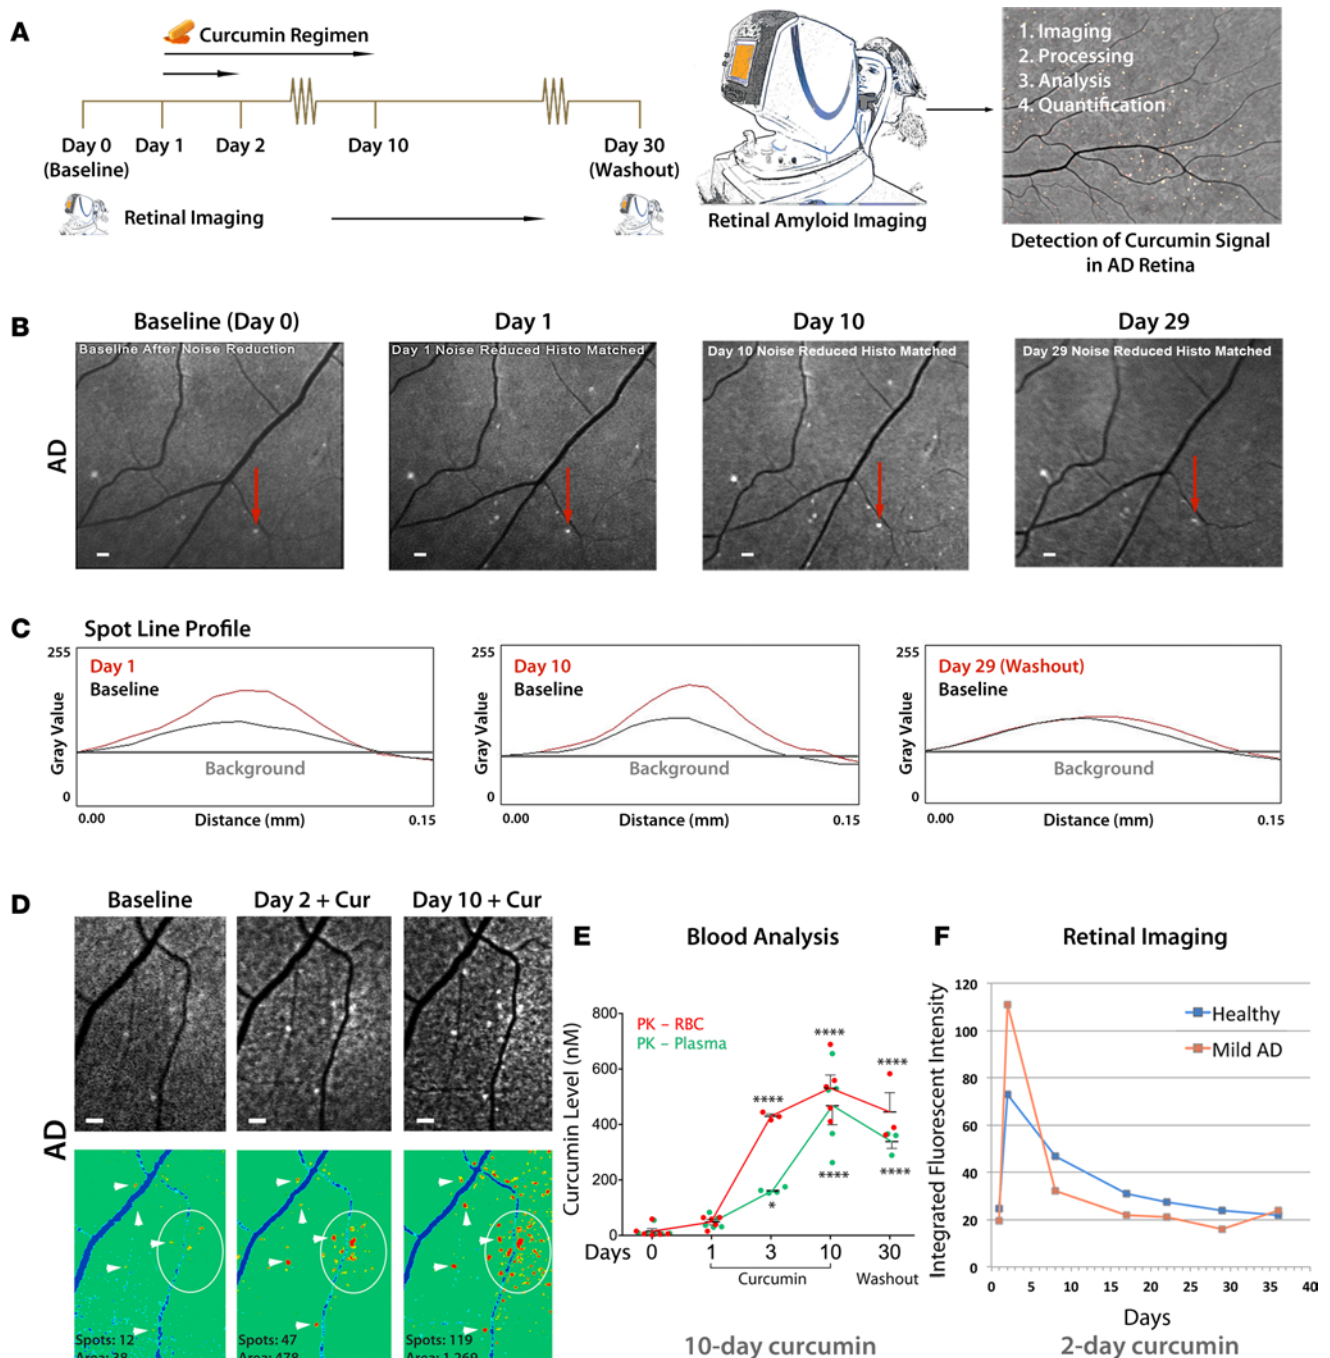 A
Curcumin Regimen
Day 0
(Baseline)
Day 1
Day 2
Day 10
Day 30
(Washout)
Retinal Imaging
Retinal Amyloid Imaging
1. Imaging
2. Processing
3. Analysis
4. Quantification
Detection of Curcumin Signal
in AD Retina
B
Baseline (Day 0)
Day 1
Day 10
Day 29
AD
Baseline After Noise Reduction
Day 1 Noise Reduced Histo Matched
Day 10 Noise Reduced Histo Matched
Day 29 Noise Reduced Histo Matched
C
Spot Line Profile
255
Day 1
Baseline
Gray Value
Background
0
0.00
Distance (mm)
0.15
255
Day 10
Baseline
Gray Value
Background
0
0.00
Distance (mm)
0.15
255
Day 29 (Washout)
Baseline
Gray Value
Background
0
0.00
Distance (mm)
0.15
D
Baseline
Day 2 + Cur
Day 10 + Cur
AD
Spots: 12
Area: 38
Spots: 47
Area: 478
Spots: 119
Area: 1,269
E
Blood Analysis
Curcumin Level (nM)
800
600
400
200
0
PK – RBC
PK – Plasma
****
****
****
*
****
****
Days 0 1 3 10 30
Curcumin
Washout
10-day curcumin
F
Retinal Imaging
Integrated Fluorescent Intensity
120
100
80
60
40
20
0
Healthy
Mild AD
0 5 10 15 20 25 30 35 40
Days
2-day curcumin